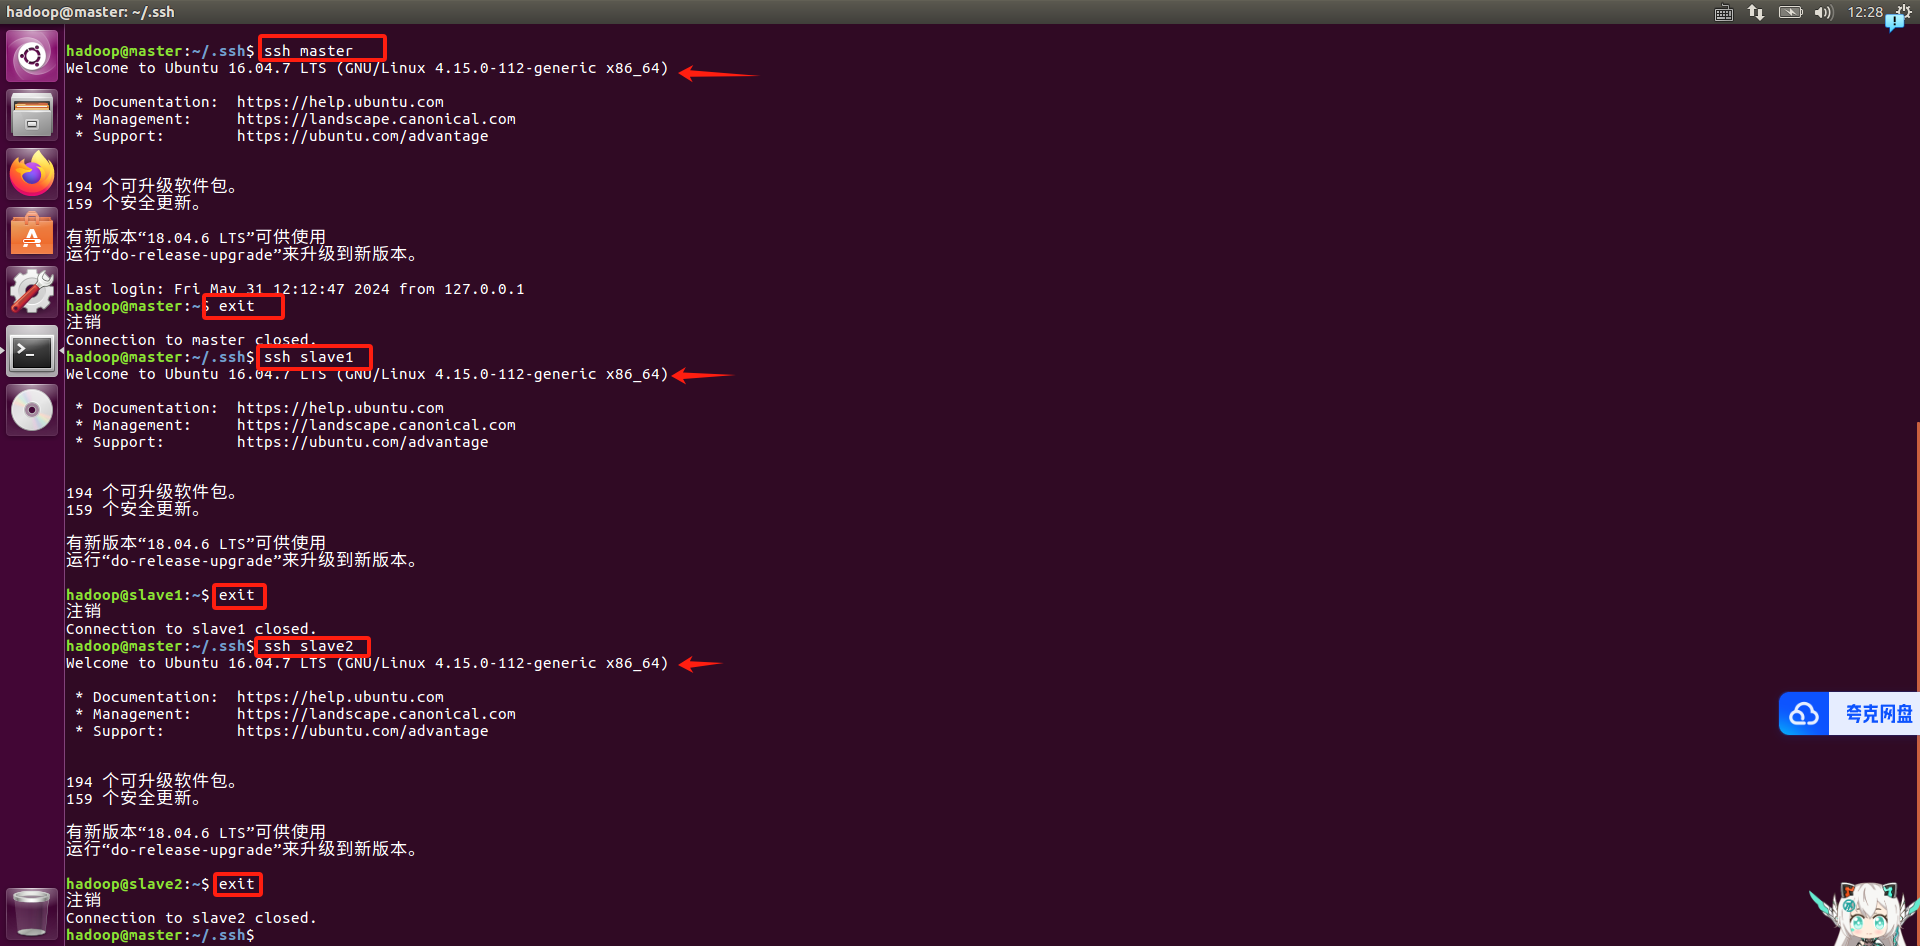 hadoop@master: ~/.ssh
12:28
hadoop@master:~/.ssh$ ssh master
Welcome to Ubuntu 16.04.7 LTS (GNU/Linux 4.15.0-112-generic x86_64)
* Documentation:  https://help.ubuntu.com
* Management:     https://landscape.canonical.com
* Support:        https://ubuntu.com/advantage
194 个可升级软件包。
159 个安全更新。
有新版本“18.04.6 LTS”可供使用
运行“do-release-upgrade”来升级到新版本。
Last login: Fri May 31 12:12:47 2024 from 127.0.0.1
hadoop@master:~$ exit
注销
Connection to master closed.
hadoop@master:~/.ssh$ ssh slave1
Welcome to Ubuntu 16.04.7 LTS (GNU/Linux 4.15.0-112-generic x86_64)
* Documentation:  https://help.ubuntu.com
* Management:     https://landscape.canonical.com
* Support:        https://ubuntu.com/advantage
194 个可升级软件包。
159 个安全更新。
有新版本“18.04.6 LTS”可供使用
运行“do-release-upgrade”来升级到新版本。
hadoop@slave1:~$ exit
注销
Connection to slave1 closed.
hadoop@master:~/.ssh$ ssh slave2
Welcome to Ubuntu 16.04.7 LTS (GNU/Linux 4.15.0-112-generic x86_64)
* Documentation:  https://help.ubuntu.com
* Management:     https://landscape.canonical.com
* Support:        https://ubuntu.com/advantage
夸克网盘
194 个可升级软件包。
159 个安全更新。
有新版本“18.04.6 LTS”可供使用
运行“do-release-upgrade”来升级到新版本。
hadoop@slave2:~$ exit
注销
Connection to slave2 closed.
hadoop@master:~/.ssh$